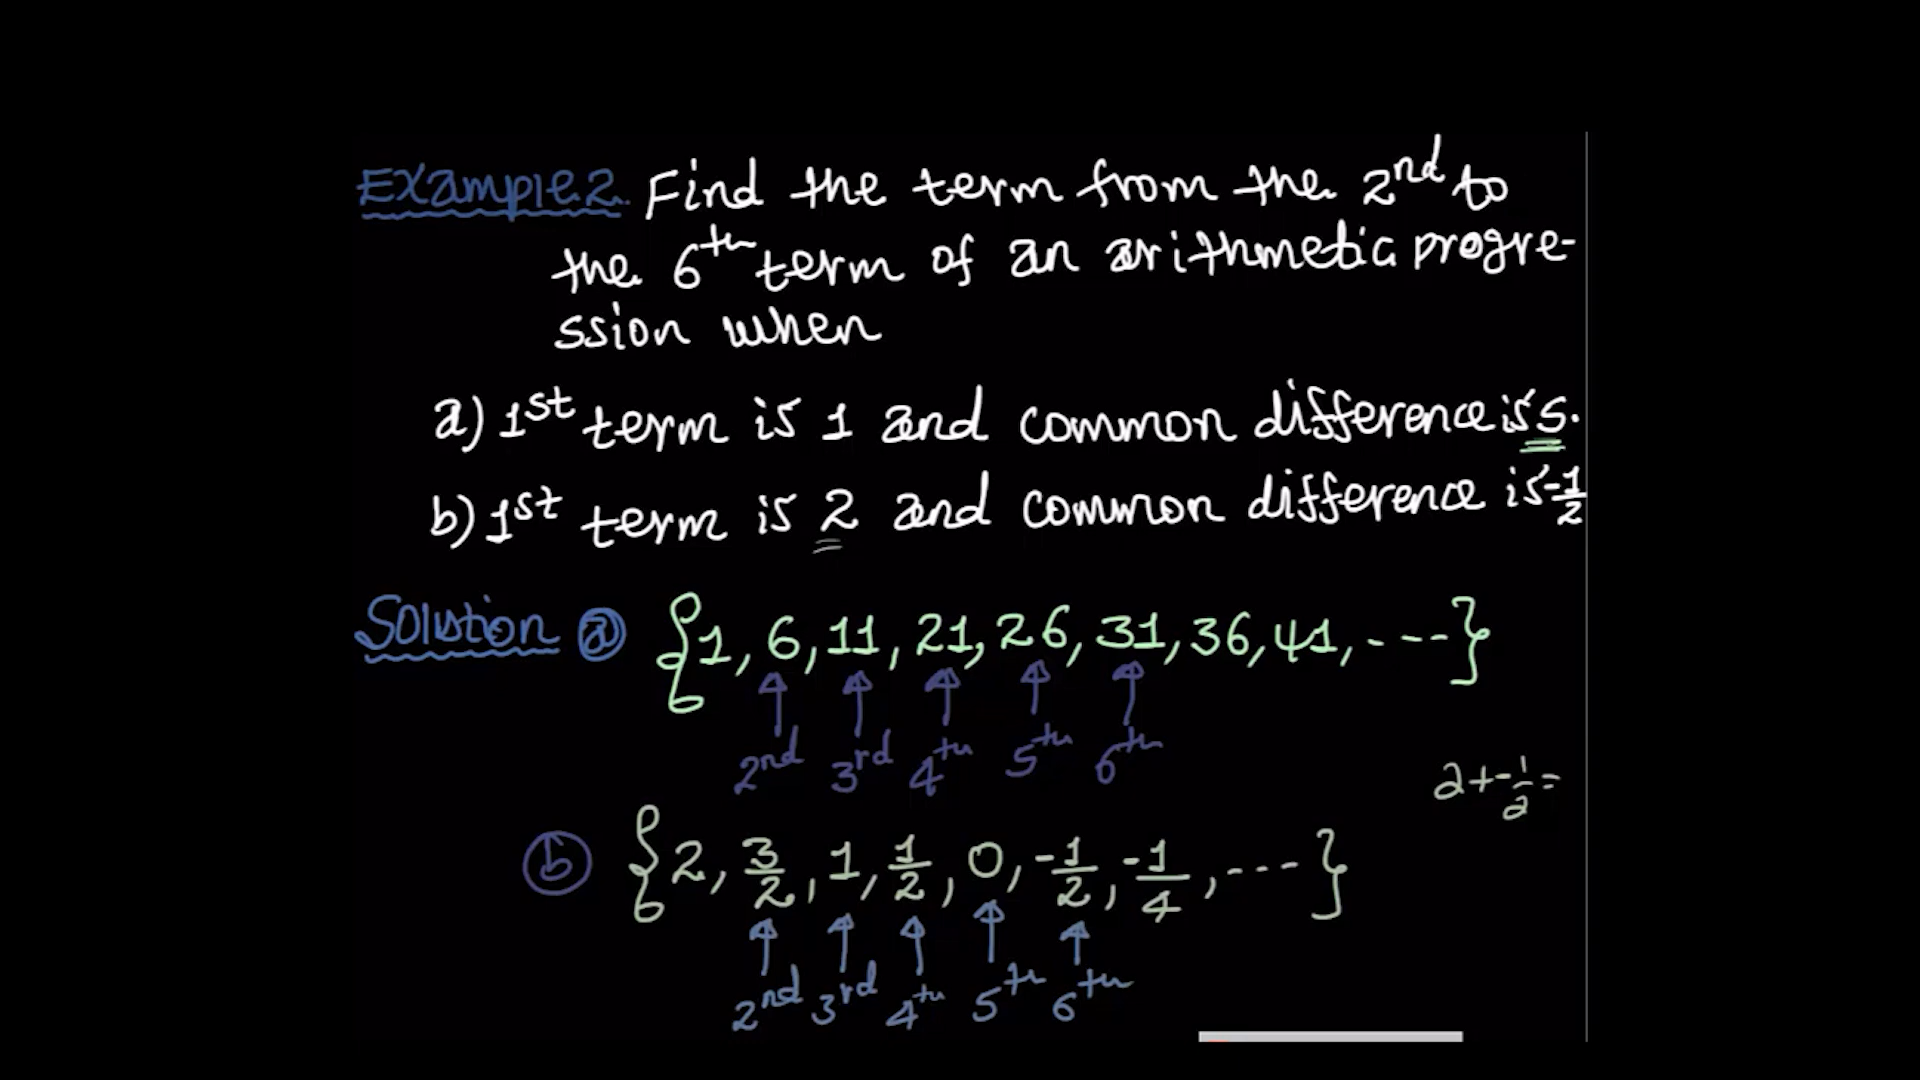 Example 2. Find the term from the 2nd to
the 6th term of an arithmetic progre-
ssion when
a) 1st term is 1 and common difference is 5.
b) 1st term is 2 and common difference is -1/2
Solution ⓐ {1, 6, 11, 21, 26, 31, 36, 41, - - - -}
2nd 3rd 4th 5th 6th
2 + -1/2 =
ⓑ {2, 3/2, 1, 1/2, 0, -1/2, -1/4, - - - -}
2nd 3rd 4th 5th 6th